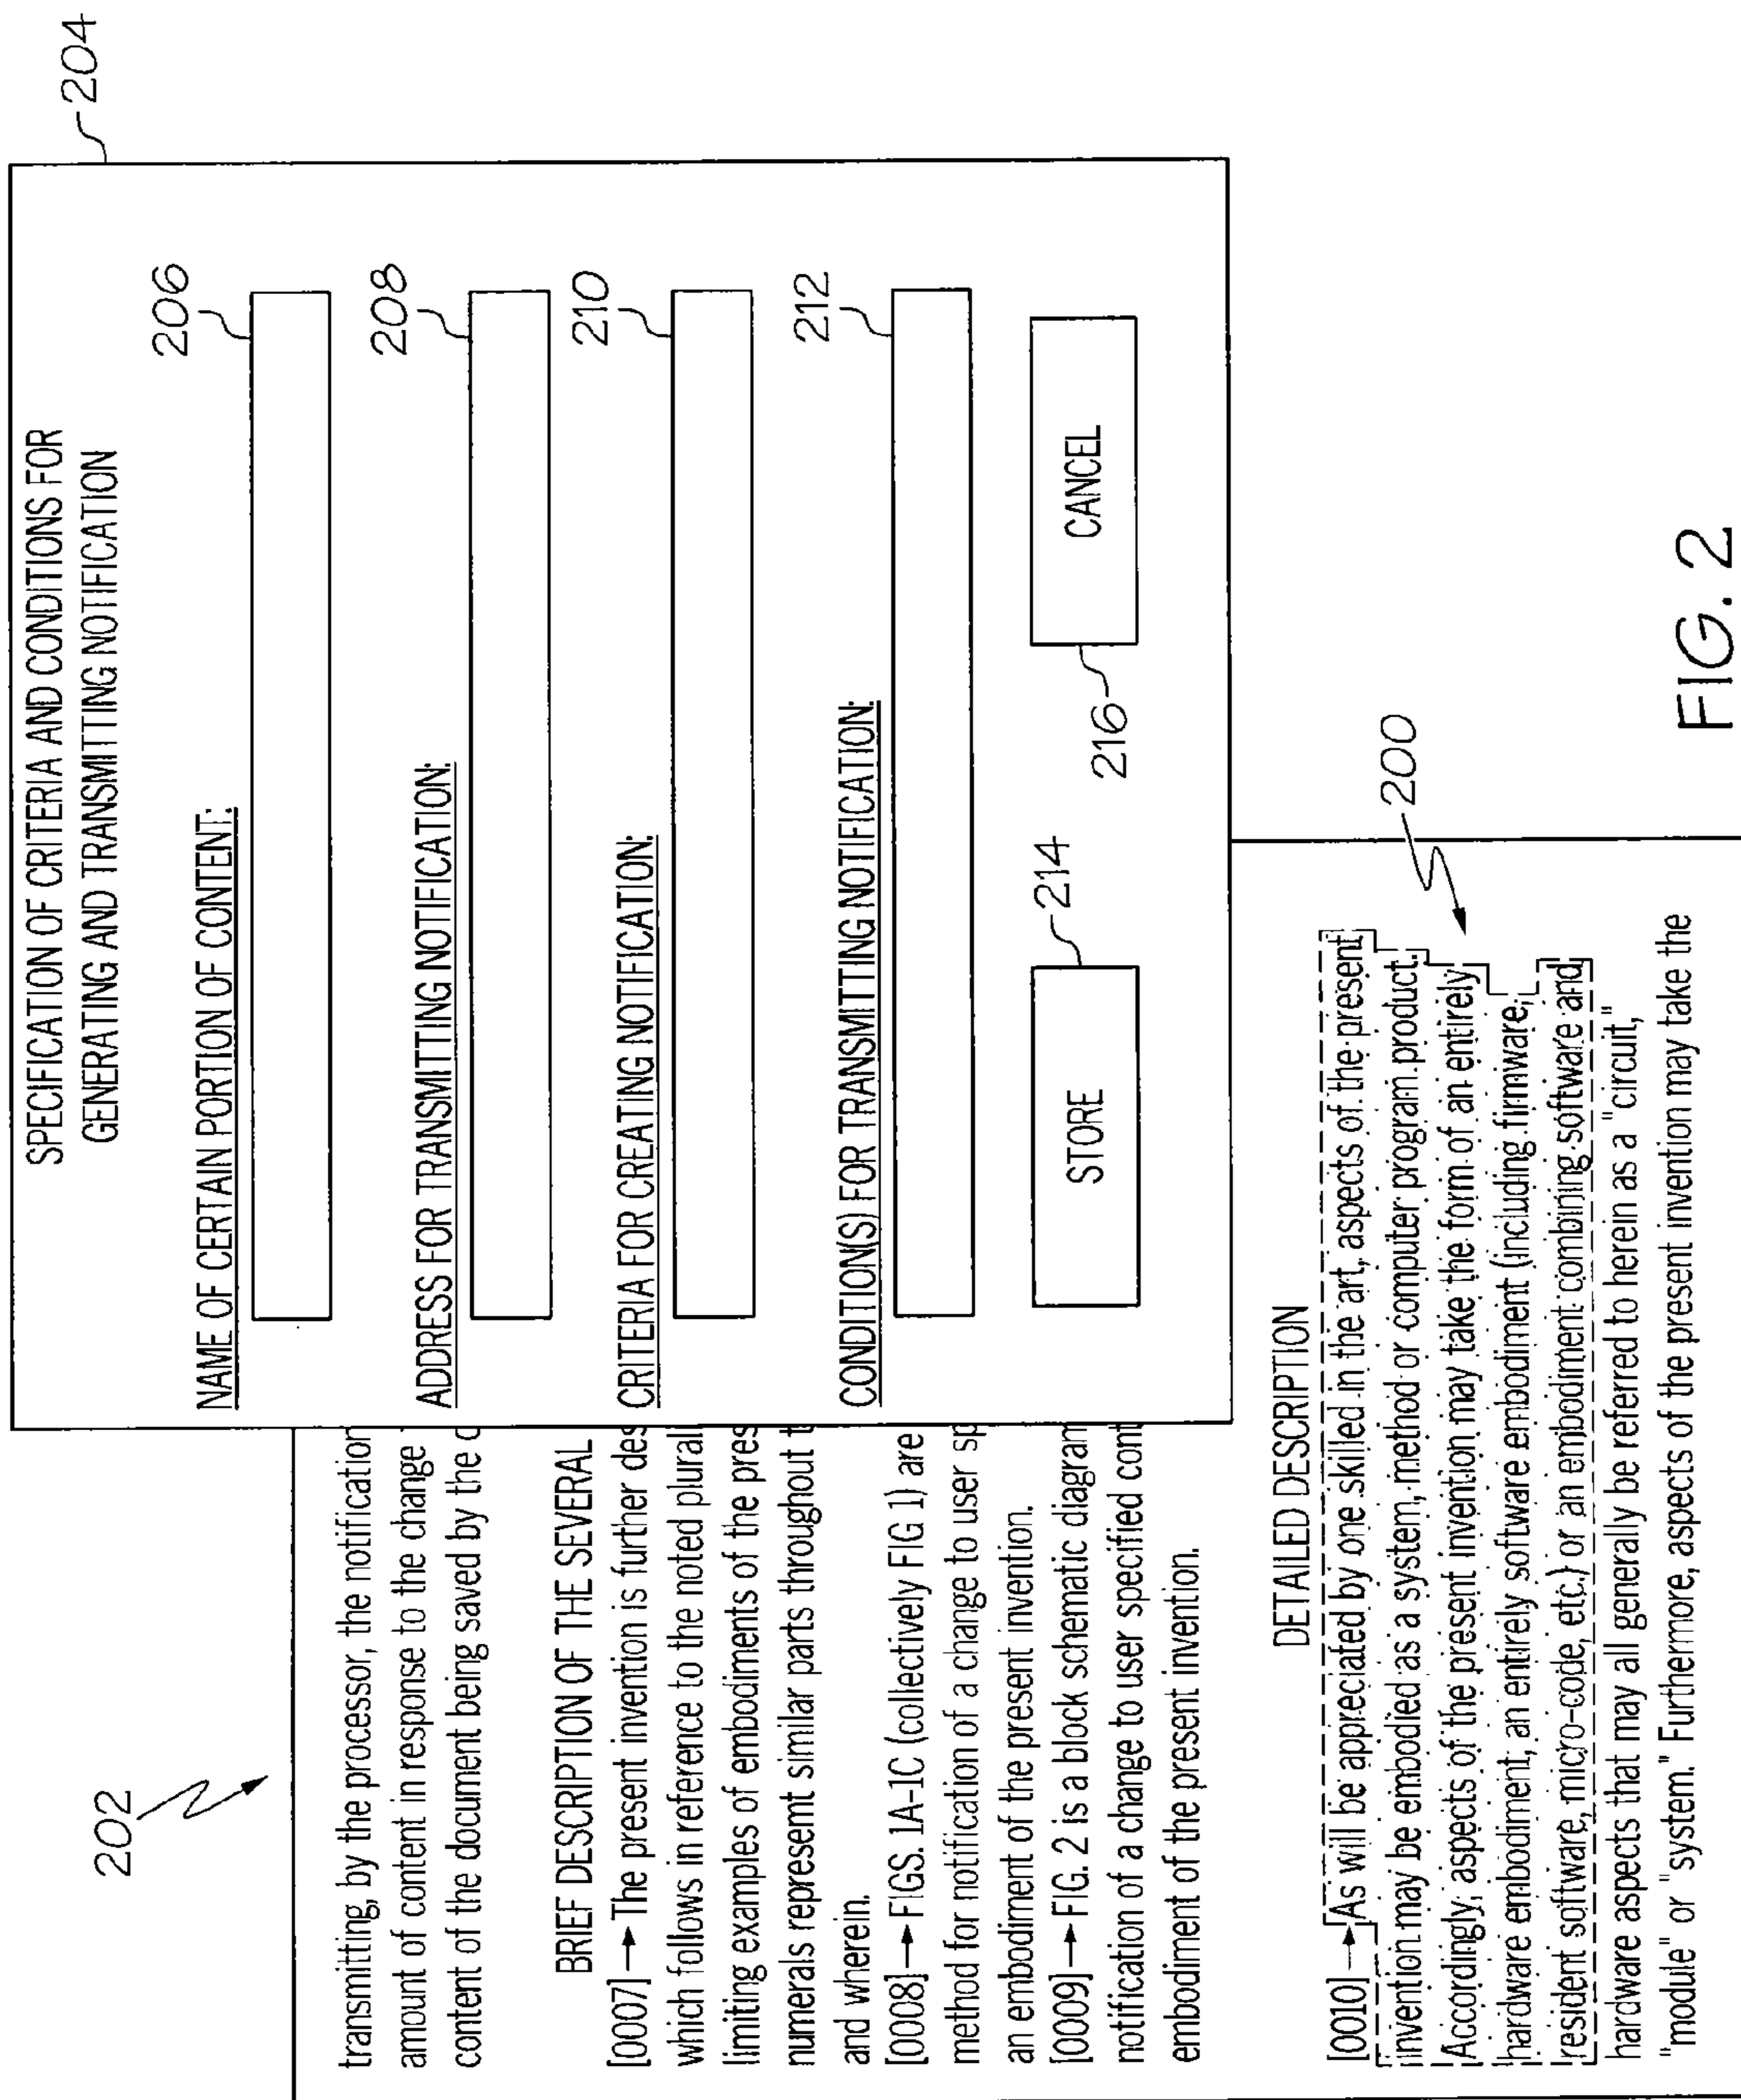 202
204
SPECIFICATION OF CRITERIA AND CONDITIONS FOR
GENERATING AND TRANSMITTING NOTIFICATION
NAME OF CERTAIN PORTION OF CONTENT:
206
ADDRESS FOR TRANSMITTING NOTIFICATION:
208
CRITERIA FOR CREATING NOTIFICATION:
210
CONDITION(S) FOR TRANSMITTING NOTIFICATION:
212
STORE
214
CANCEL
216
transmitting, by the processor, the notification
amount of content in response to the change
content of the document being saved by the c
BRIEF DESCRIPTION OF THE SEVERAL
[0007]→ The present invention is further des
which follows in reference to the noted plurali
limiting examples of embodiments of the pres
numerals represemt similar parts throughout t
and wherein.
[0008]→ FIGS. 1A-1C (collectively FIG 1) are
method for notification of a change to user sp
an embodiment of the present invention.
[0009]→ FIG. 2 is a block schematic diagram
notification of a change to user specified cont
embodiment of the present invention.
DETAILED DESCRIPTION
[0010]→ As will be appreciated by one skilled in the art, aspects of the present
invention may be embodied as a system, method or computer program product.
Accordingly, aspects of the present invention may take the form of an entirely
hardware embodiment, an entirely software embodiment (including firmware,
resident software, micro-code, etc.) or an embodiment combining software and
hardware aspects that may all generally be referred to herein as a "circuit,"
"module" or "system." Furthermore, aspects of the present invention may take the
200
FIG. 2